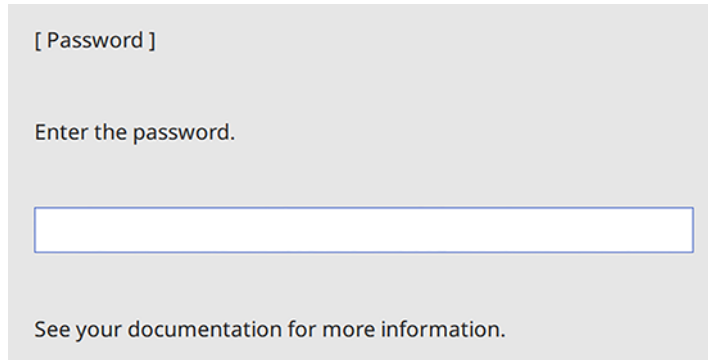 [ Password ]
Enter the password.
See your documentation for more information.